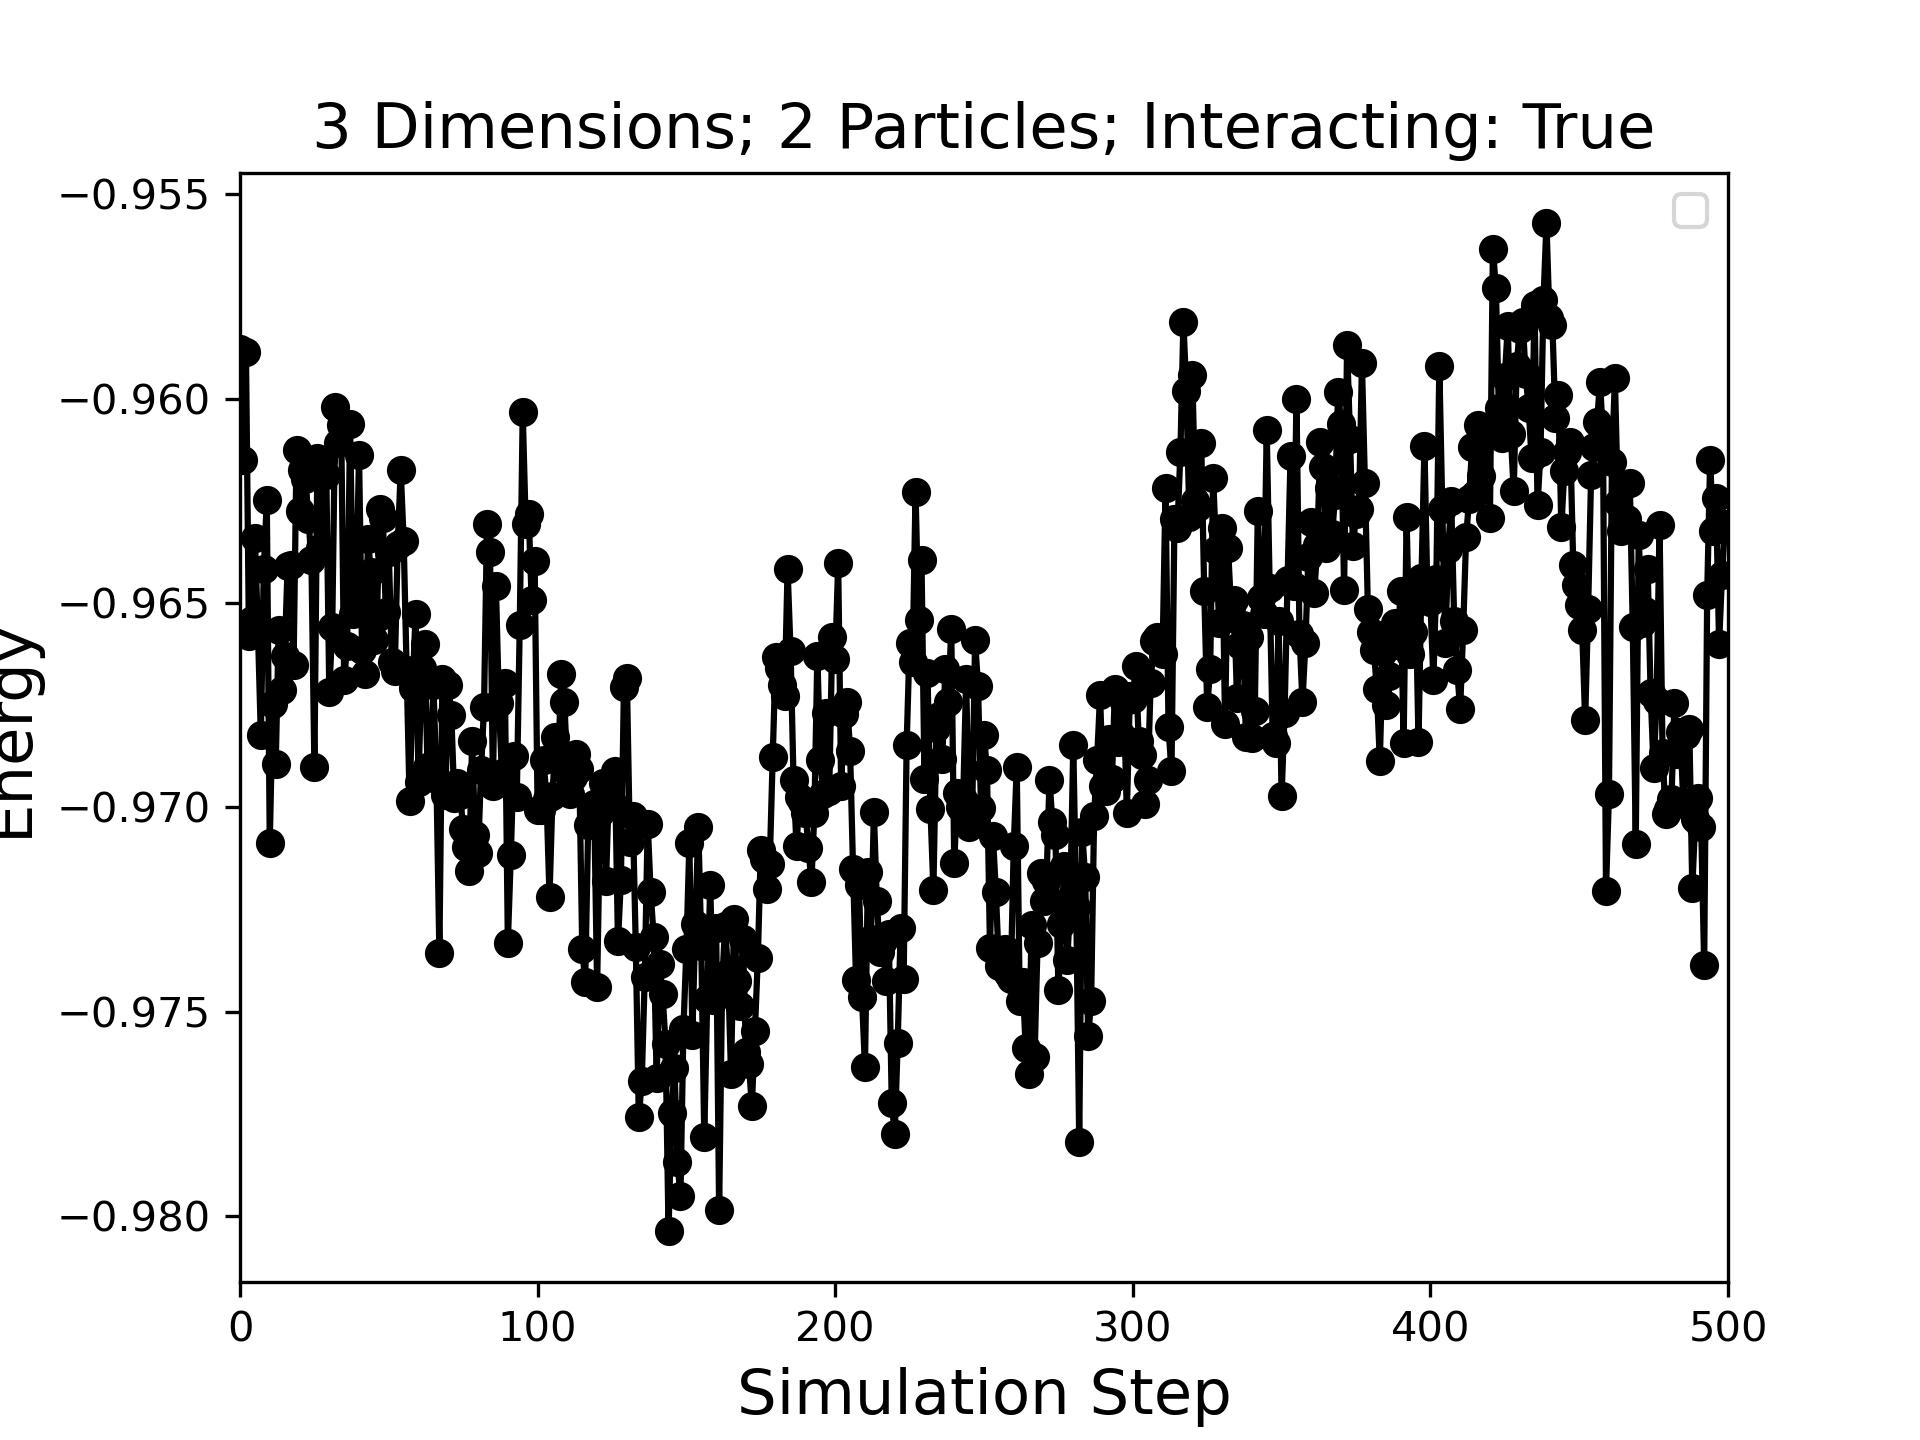 3 Dimensions; 2 Particles; Interacting: True
−0.955
−0.960
−0.965
−0.970
−0.975
−0.980
Energy
0 100 200 300 400 500
Simulation Step